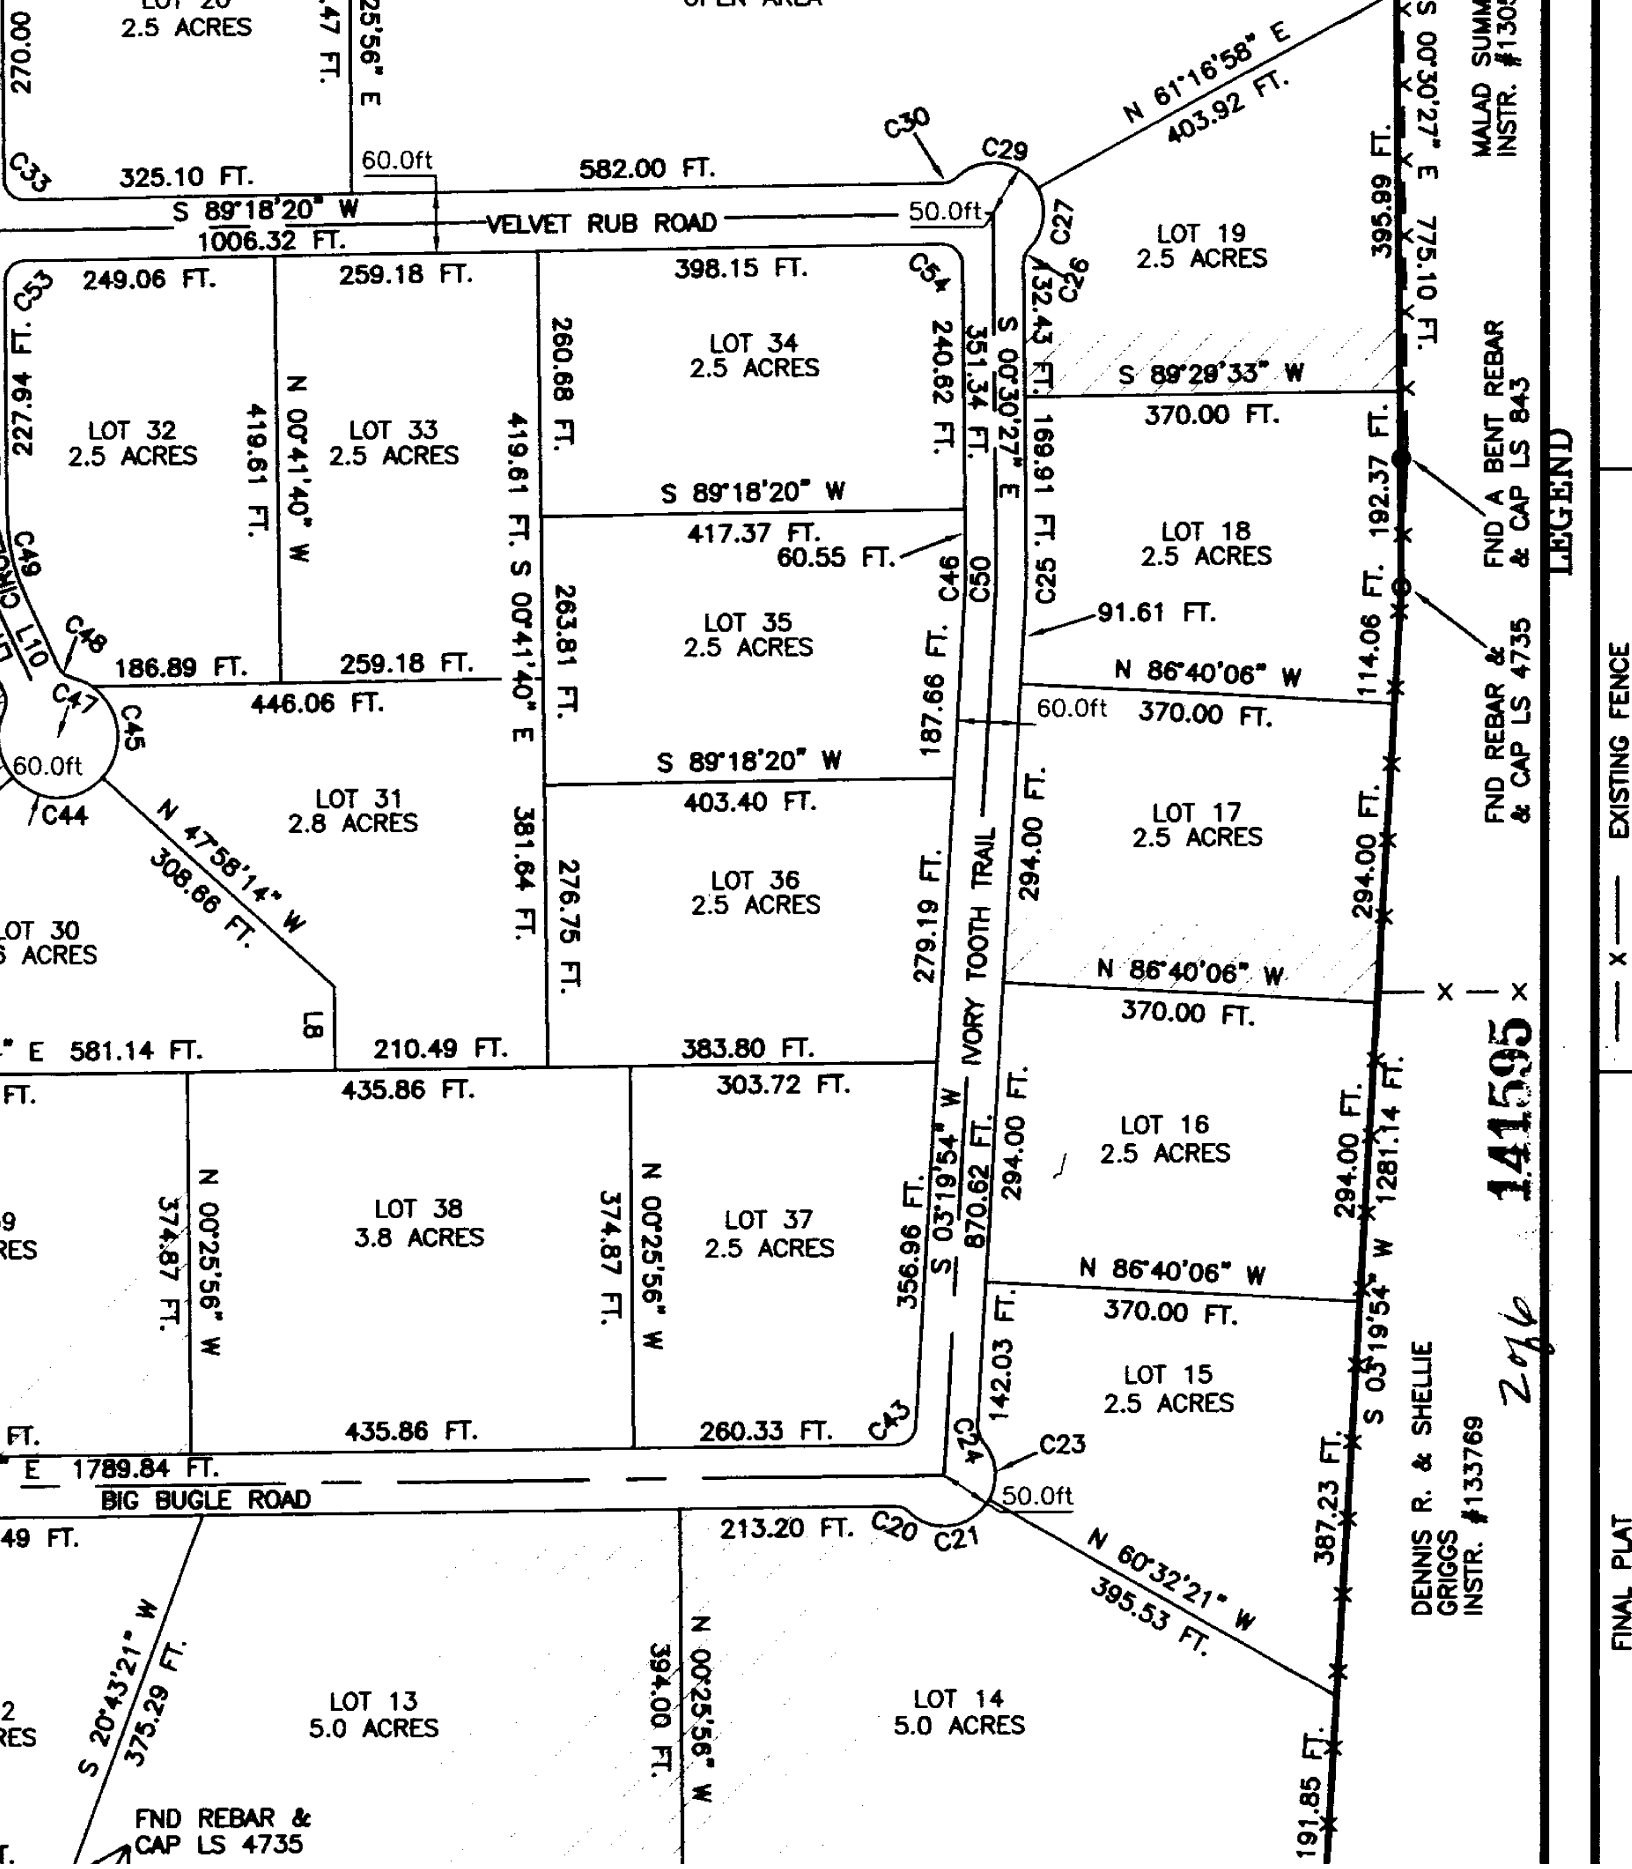 LOT 20
2.5 ACRES
OPEN AREA
270.00
.47 FT.
25'56" E
N 61°16'58" E
403.92 FT.
S 00°30'27" E 775.10 FT.
395.99 FT.
MALAD SUMM
INSTR. #1305
C33
325.10 FT.
60.0ft
582.00 FT.
C30
C29
S 89°18'20" W
1006.32 FT.
VELVET RUB ROAD
50.0ft
C27
C26
LOT 19
2.5 ACRES
C53
249.06 FT.
259.18 FT.
398.15 FT.
C54
132.43 FT.
227.94 FT.
260.68 FT.
LOT 34
2.5 ACRES
240.62 FT.
351.34 FT.
S 00°30'27" E
S 89°29'33" W
370.00 FT.
192.37 FT.
FND A BENT REBAR
& CAP LS 843
LEGEND
LOT 32
2.5 ACRES
419.61 FT.
N 00°41'40" W
LOT 33
2.5 ACRES
419.61 FT.
S 00°41'40" E
S 89°18'20" W
417.37 FT.
60.55 FT.
169.91 FT.
C46
C50
C25
LOT 18
2.5 ACRES
91.61 FT.
114.06 FT.
FND REBAR &
& CAP LS 4735
C49
L10
C48
186.89 FT.
259.18 FT.
C47
446.06 FT.
C45
60.0ft
C44
263.81 FT.
LOT 35
2.5 ACRES
187.66 FT.
N 86°40'06" W
60.0ft
370.00 FT.
EXISTING FENCE
X
S 89°18'20" W
403.40 FT.
LOT 31
2.8 ACRES
N 47°58'14" W
308.66 FT.
381.64 FT.
276.75 FT.
LOT 36
2.5 ACRES
279.19 FT.
IVORY TOOTH TRAIL
294.00 FT.
LOT 17
2.5 ACRES
294.00 FT.
LOT 30
6 ACRES
L8
N 86°40'06" W
370.00 FT.
X X
" E 581.14 FT.
210.49 FT.
383.80 FT.
FT.
435.86 FT.
303.72 FT.
S 03°19'54" W
870.62 FT.
294.00 FT.
LOT 16
2.5 ACRES
294.00 FT.
1281.14 FT.
S 03°19'54" W
141595
2 of 6
9
RES
374.87 FT.
N 00°25'56" W
LOT 38
3.8 ACRES
374.87 FT.
N 00°25'56" W
LOT 37
2.5 ACRES
356.96 FT.
N 86°40'06" W
370.00 FT.
142.03 FT.
LOT 15
2.5 ACRES
387.23 FT.
DENNIS R. & SHELLIE
GRIGGS
INSTR. #133769
FT.
435.86 FT.
260.33 FT.
C43
C24
C23
" E 1789.84 FT.
BIG BUGLE ROAD
50.0ft
49 FT.
213.20 FT.
C20
C21
N 60°32'21" W
395.53 FT.
FINAL PLAT
S 20°43'21" W
375.29 FT.
2
RES
LOT 13
5.0 ACRES
394.00 FT.
N 00°25'56" W
LOT 14
5.0 ACRES
191.85 FT.
FND REBAR &
CAP LS 4735
T.